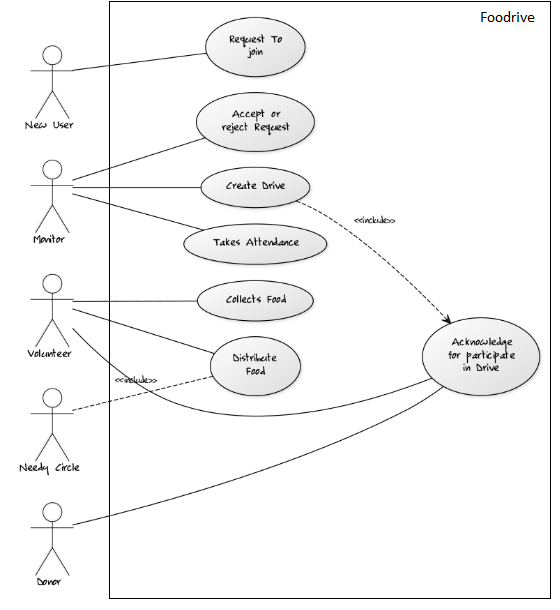 Foodrive
Request To
join
New User
Accept or
reject Request
Create Drive
<<include>>
Monitor
Takes Attendance
Collects Food
Volunteer
Distribute
Food
Acknowledge
for participate
in Drive
<<include>>
Needy Circle
Donor